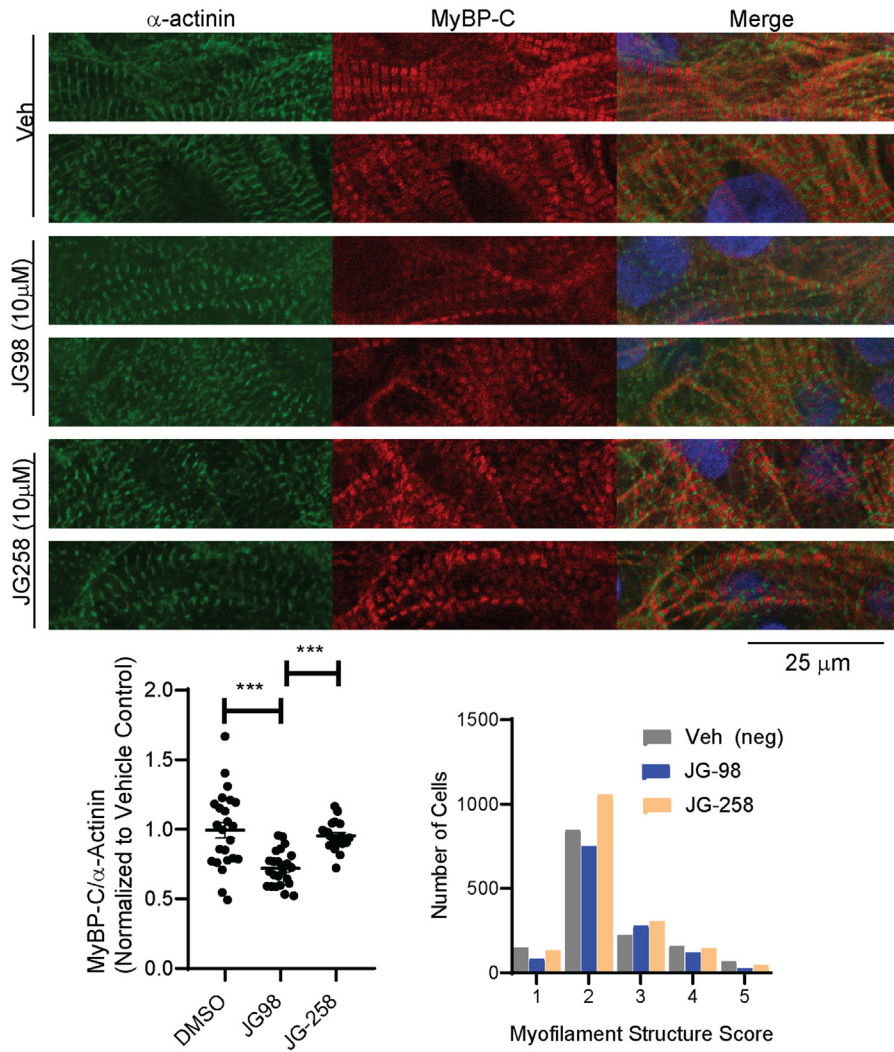 α-actinin MyBP-C Merge
Veh
JG98 (10μM)
JG258 (10μM)
25 μm
MyBP-C/α-Actinin
(Normalized to Vehicle Control)
2.0
1.5
1.0
0.5
0.0
***
***
DMSO
JG98
JG-258
Number of Cells
1500
1000
500
0
Veh (neg)
JG-98
JG-258
1 2 3 4 5
Myofilament Structure Score